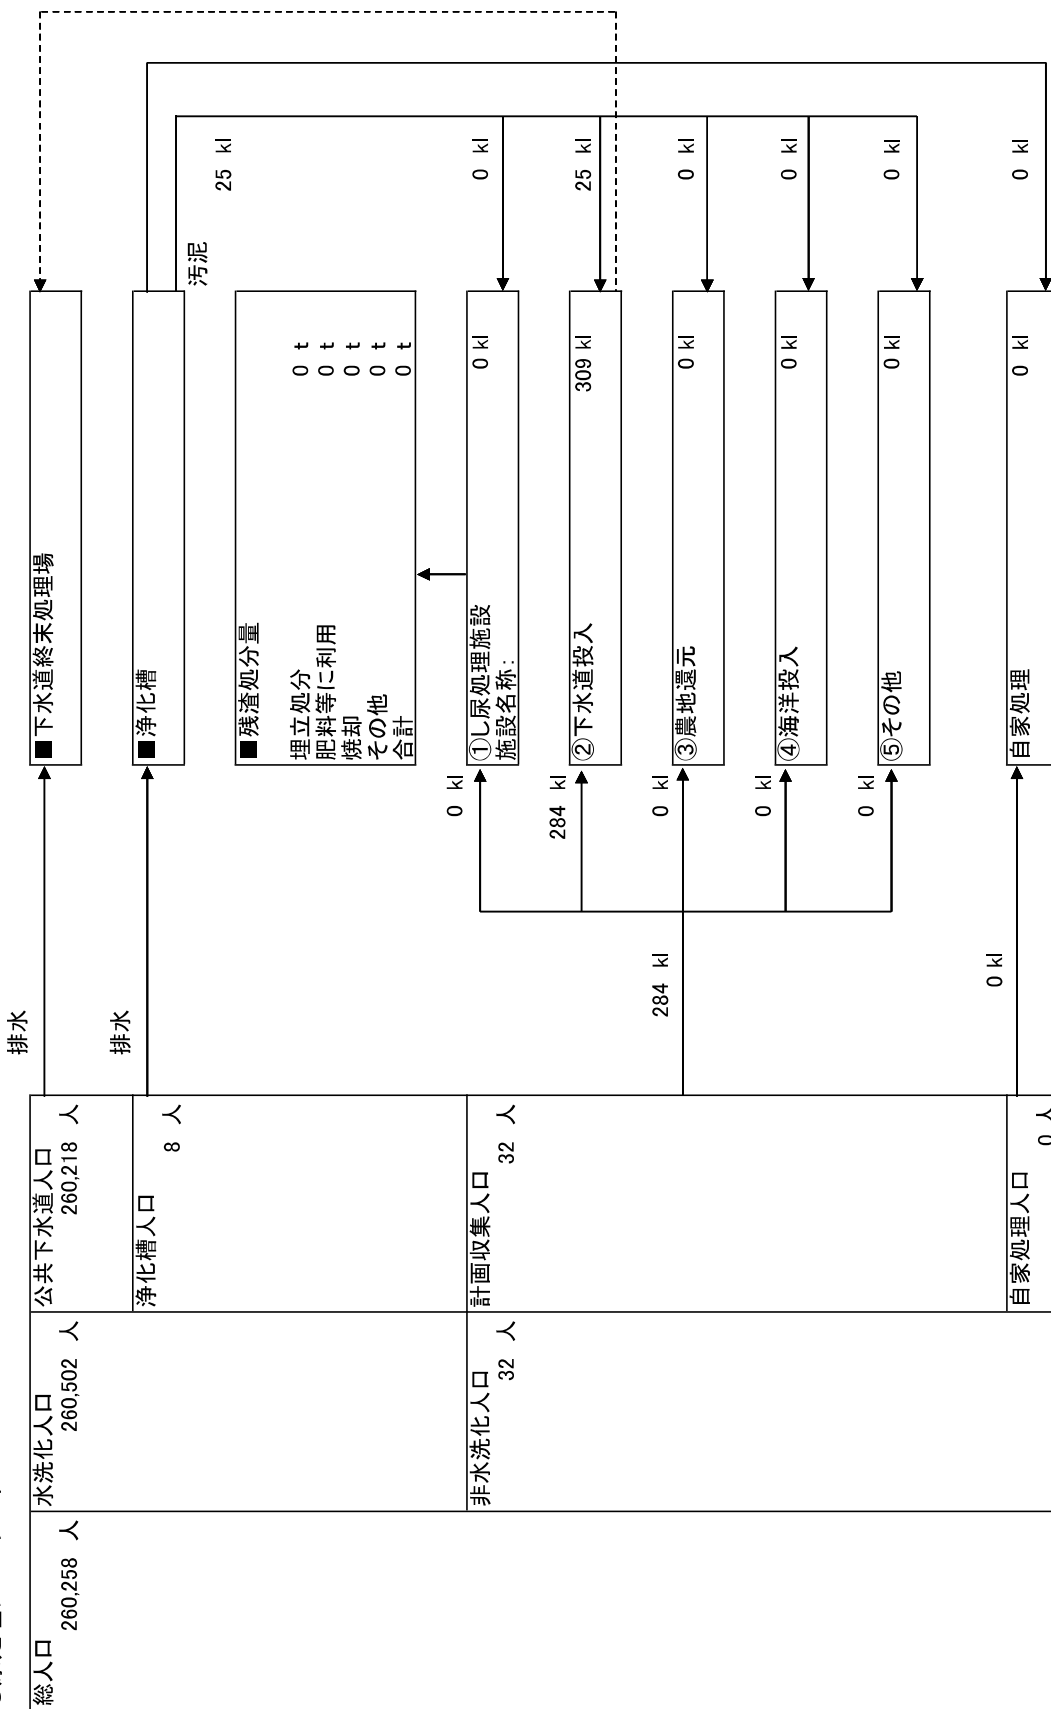 総人口
260,258 人
水洗化人口
260,502 人
公共下水道人口
260,218 人
排水
■下水道終末処理場
浄化槽人口
8 人
排水
■浄化槽
汚泥
25 kl
■残渣処分量
埋立処分 0 t
肥料等に利用 0 t
焼却 0 t
その他 0 t
合計 0 t
非水洗化人口
32 人
計画収集人口
32 人
284 kl
0 kl
①し尿処理施設 0 kl
施設名称:
0 kl
284 kl
②下水道投入 309 kl
25 kl
0 kl
③農地還元 0 kl
0 kl
0 kl
④海洋投入 0 kl
0 kl
0 kl
⑤その他 0 kl
0 kl
自家処理人口
0 人
0 kl
自家処理 0 kl
0 kl